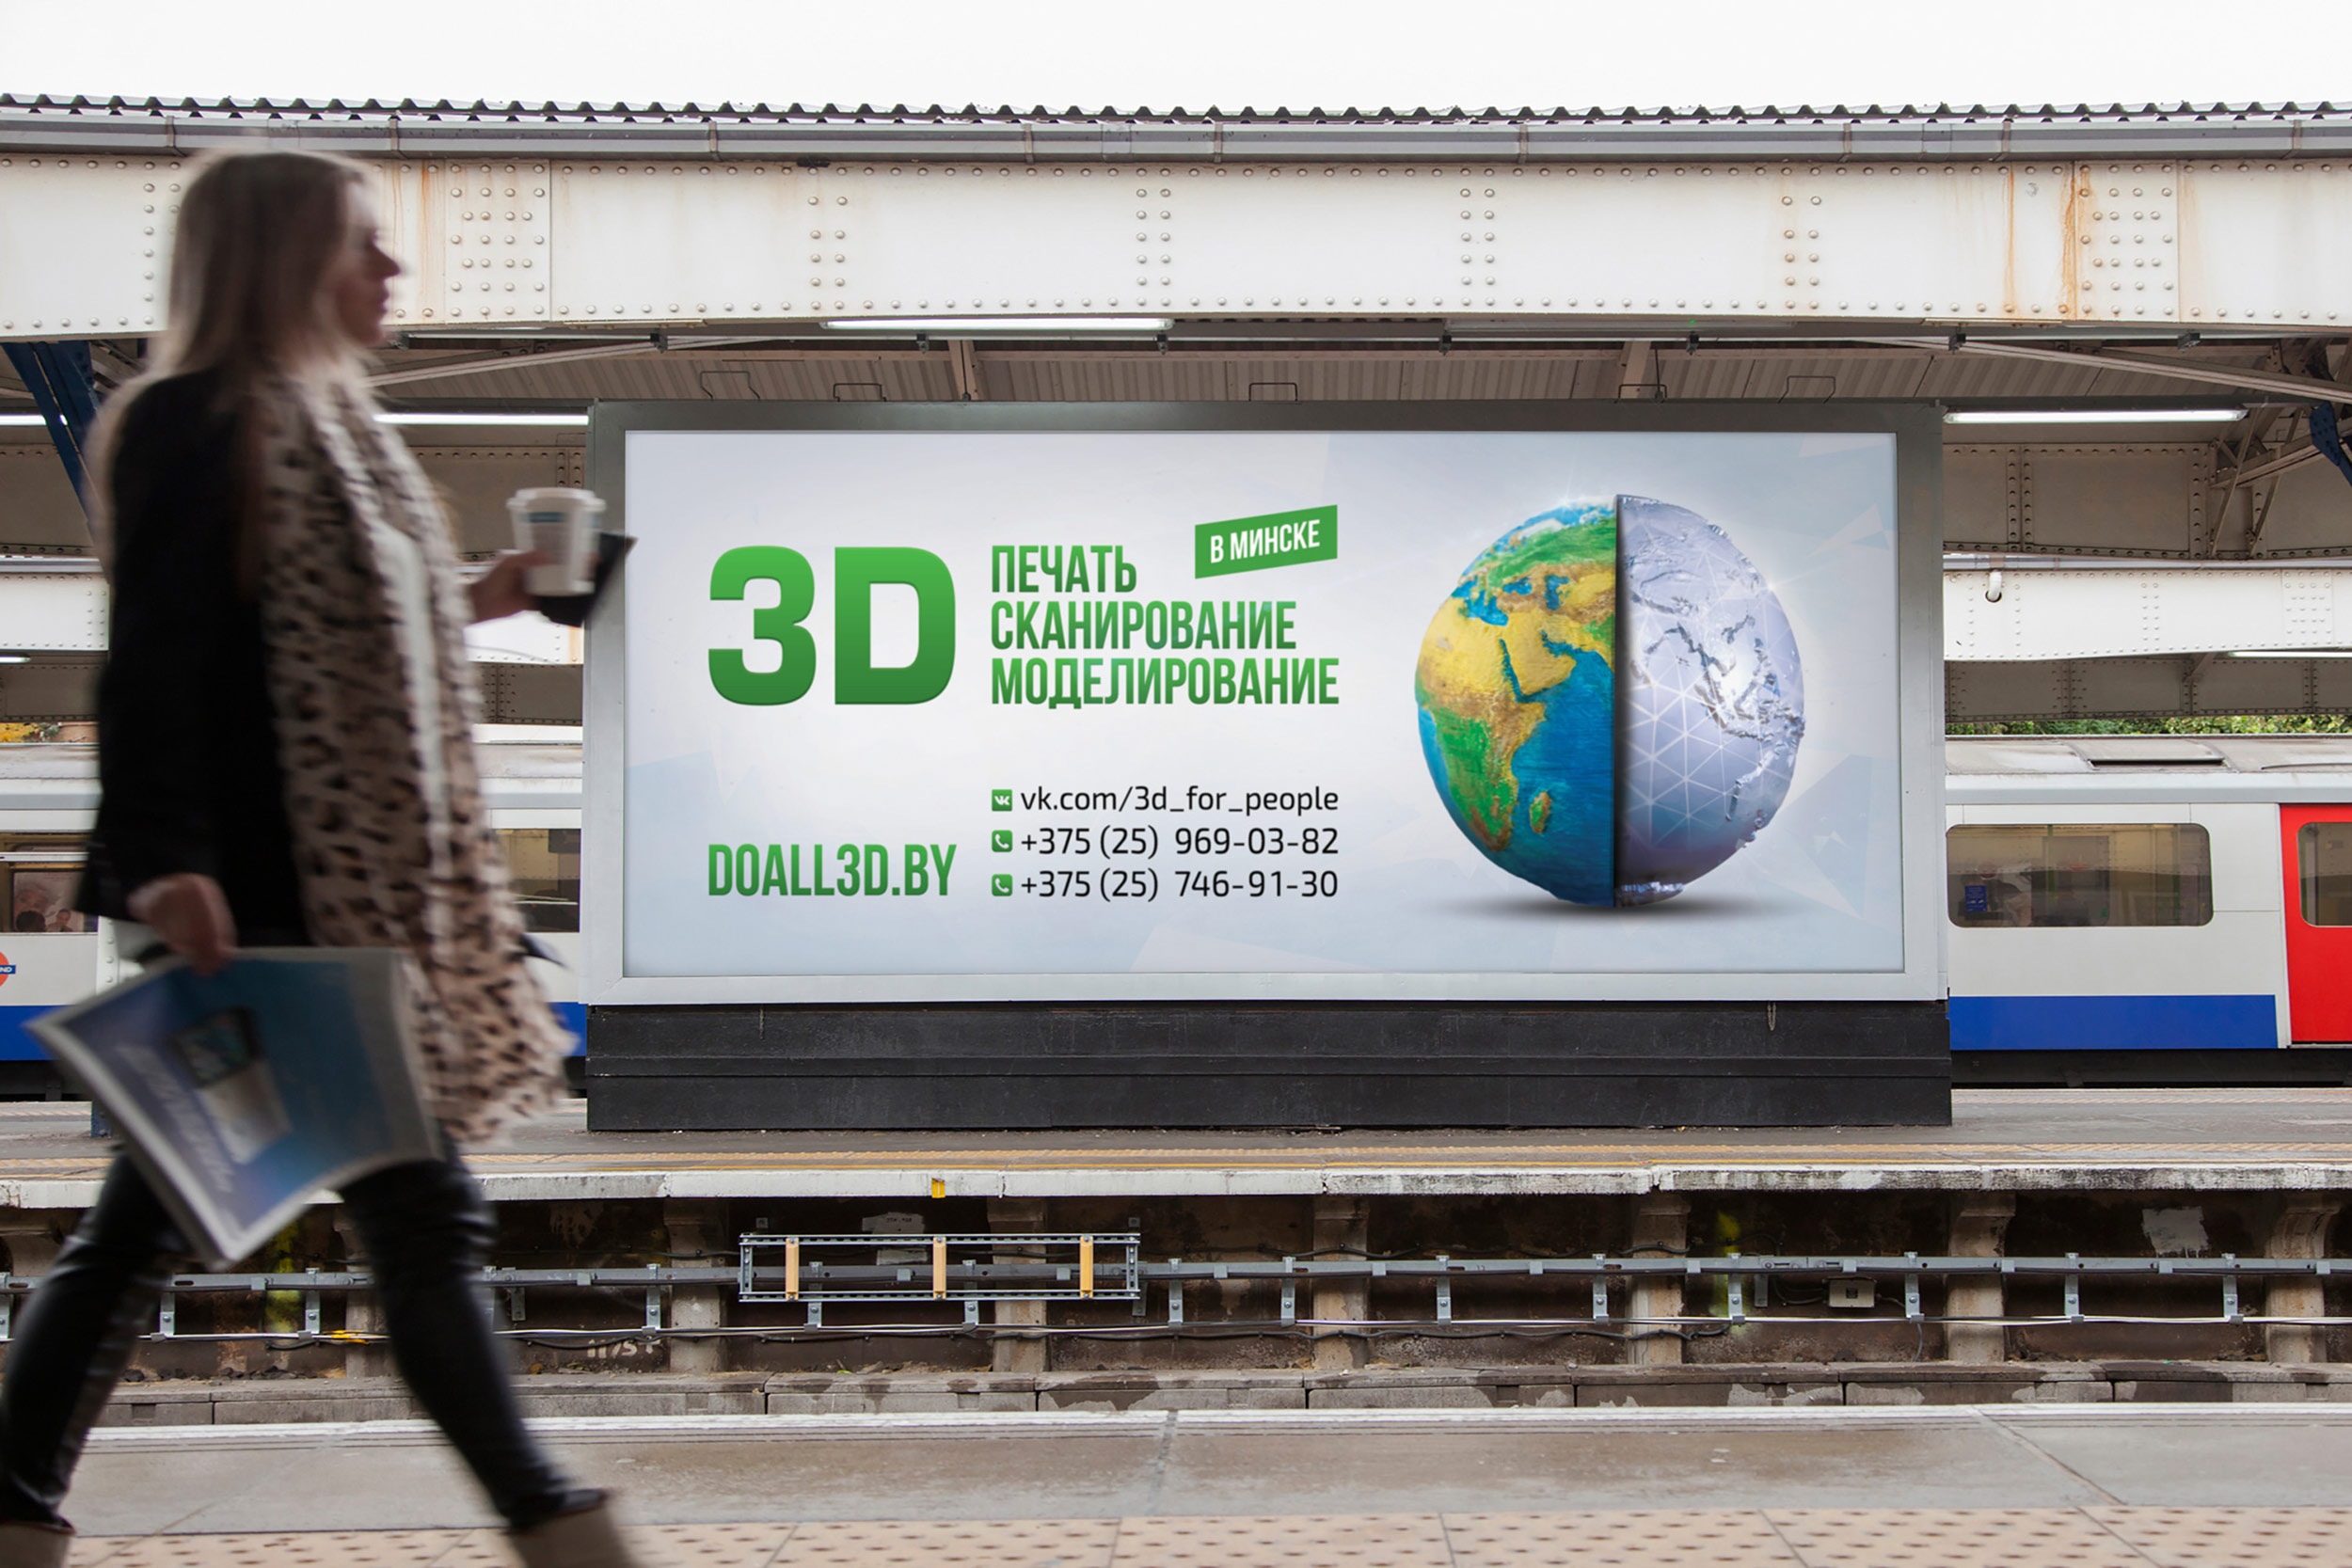 В МИНСКЕ
3D
ПЕЧАТЬ
СКАНИРОВАНИЕ
МОДЕЛИРОВАНИЕ
vk.com/3d_for_people
+375 (25) 969-03-82
+375 (25) 746-91-30
DOALL3D.BY